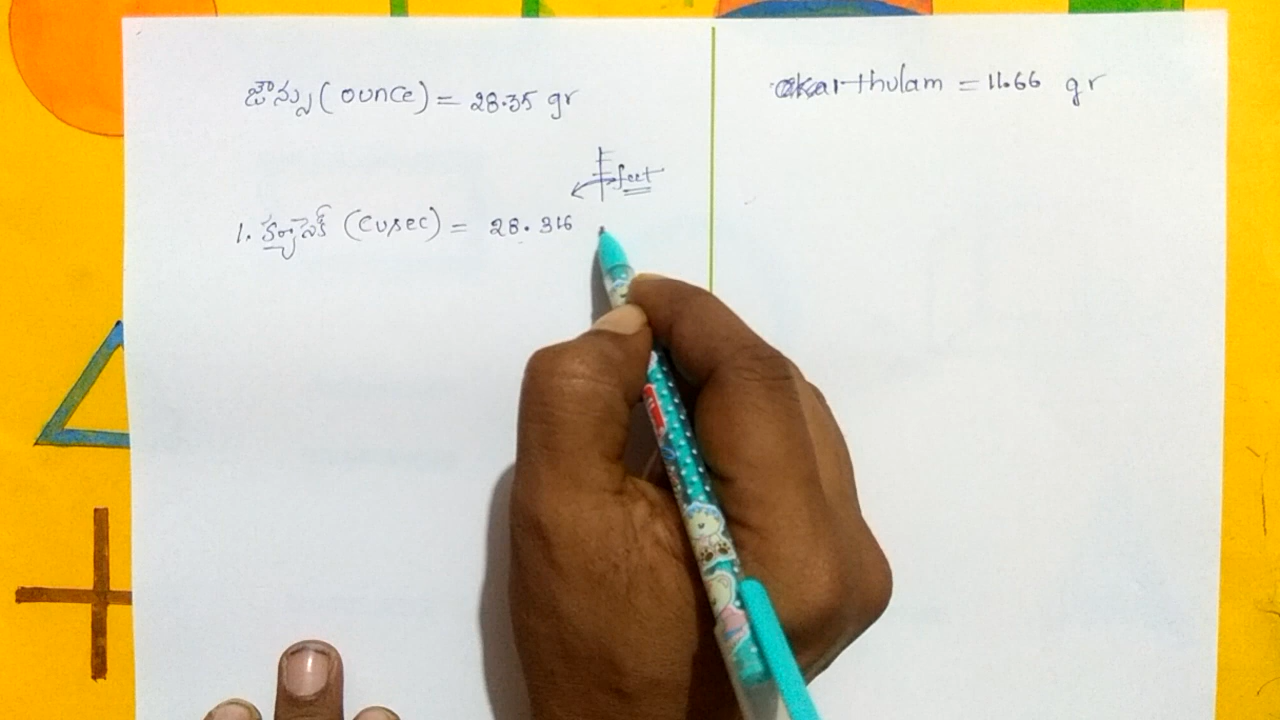 ఔన్సు (ounce) = 28.35 gr
feet
1. క్యూసెక్ (cusec) = 28.316
thulam = 11.66 gr